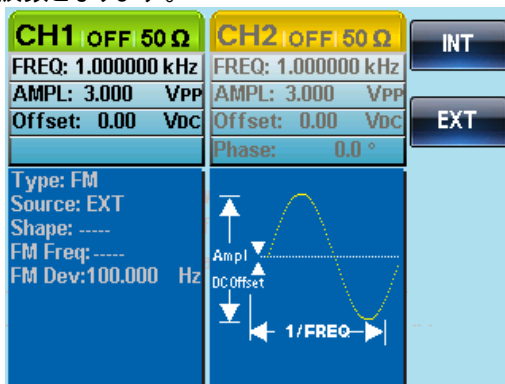 CH1 OFF 50 Ω
FREQ: 1.000000 kHz
AMPL: 3.000 VPP
Offset: 0.00 VDC
CH2 OFF 50 Ω
FREQ: 1.000000 kHz
AMPL: 3.000 VPP
Offset: 0.00 VDC
Phase: 0.0 °
INT
EXT
Type: FM
Source: EXT
Shape: -----
FM Freq:-----
FM Dev:100.000 Hz
Ampl
DC Offset
1/FREQ